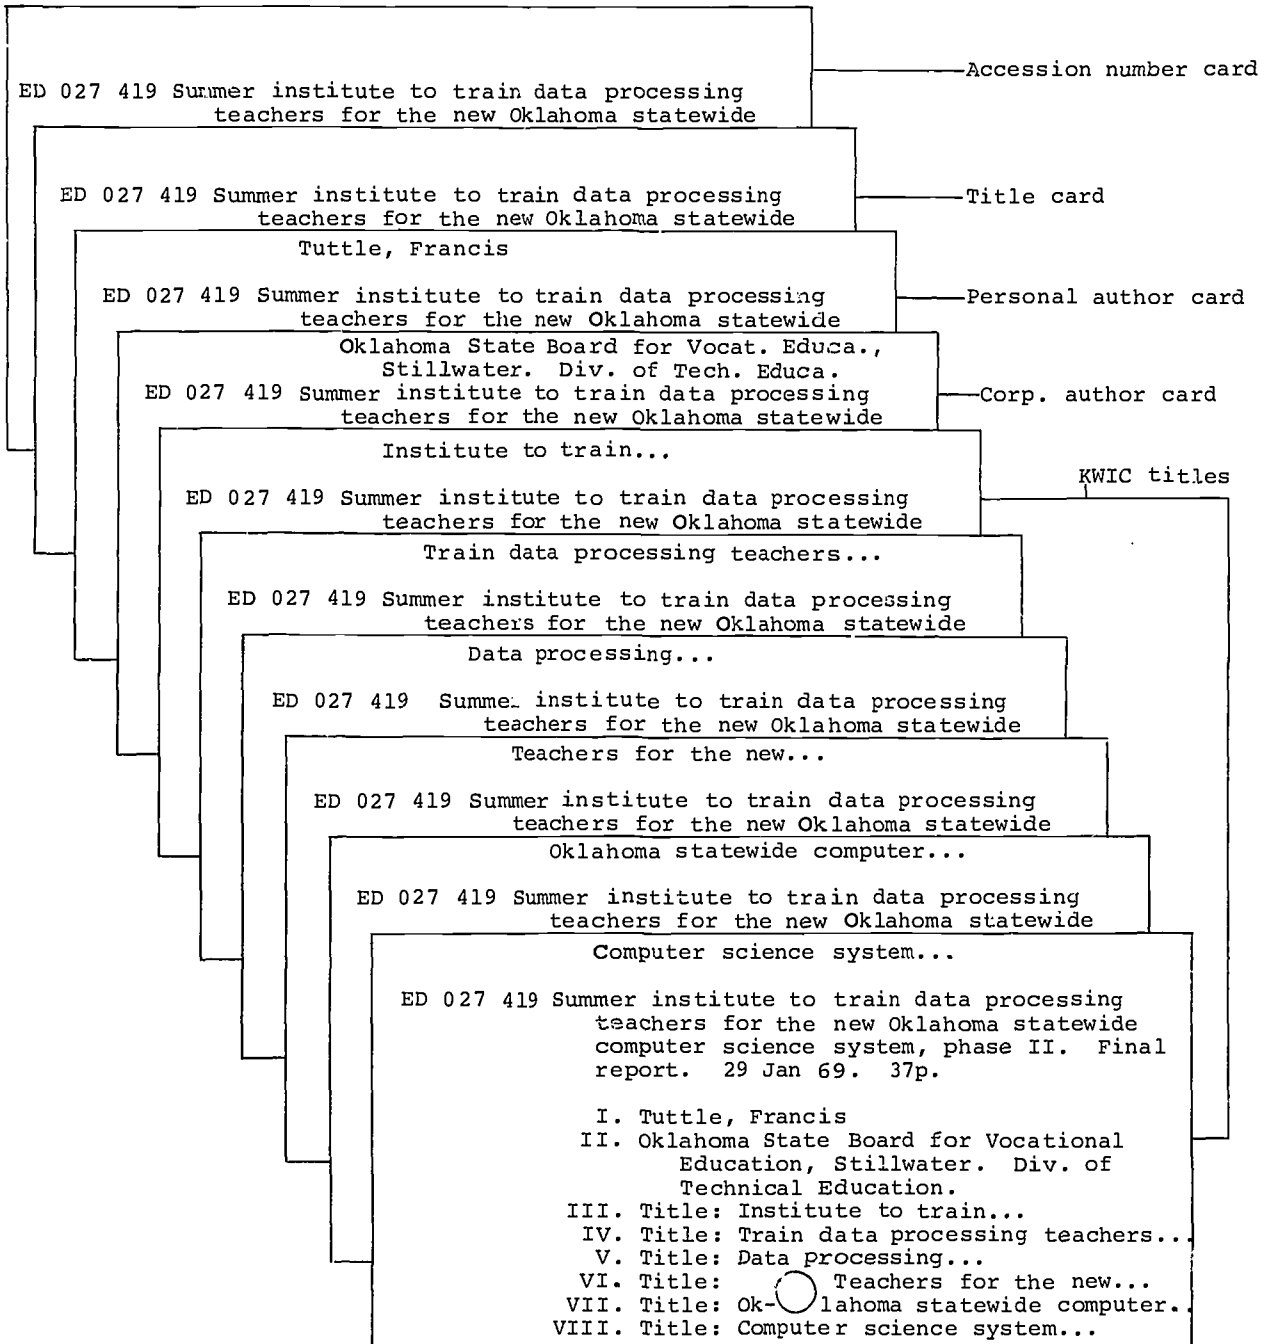 Accession number card
ED 027 419 Summer institute to train data processing
teachers for the new Oklahoma statewide
ED 027 419 Summer institute to train data processing
Title card
teachers for the new Oklahoma statewide
Tuttle, Francis
ED 027 419 Summer institute to train data processing
Personal author card
teachers for the new Oklahoma statewide
Oklahoma State Board for Vocat. Educa.,
Stillwater. Div. of Tech. Educa.
ED 027 419 Summer institute to train data processing
Corp. author card
teachers for the new Oklahoma statewide
Institute to train...
KWIC titles
ED 027 419 Summer institute to train data processing
teachers for the new Oklahoma statewide
Train data processing teachers...
ED 027 419 Summer institute to train data processing
teachers for the new Oklahoma statewide
Data processing...
ED 027 419 Summer institute to train data processing
teachers for the new Oklahoma statewide
Teachers for the new...
ED 027 419 Summer institute to train data processing
teachers for the new Oklahoma statewide
Oklahoma statewide computer...
ED 027 419 Summer institute to train data processing
teachers for the new Oklahoma statewide
Computer science system...
ED 027 419 Summer institute to train data processing
teachers for the new Oklahoma statewide
computer science system, phase II. Final
report. 29 Jan 69. 37p.
I. Tuttle, Francis
II. Oklahoma State Board for Vocational
Education, Stillwater. Div. of
Technical Education.
III. Title: Institute to train...
IV. Title: Train data processing teachers...
V. Title: Data processing...
VI. Title: Teachers for the new...
VII. Title: Ok- lahoma statewide computer..
VIII. Title: Computer science system...